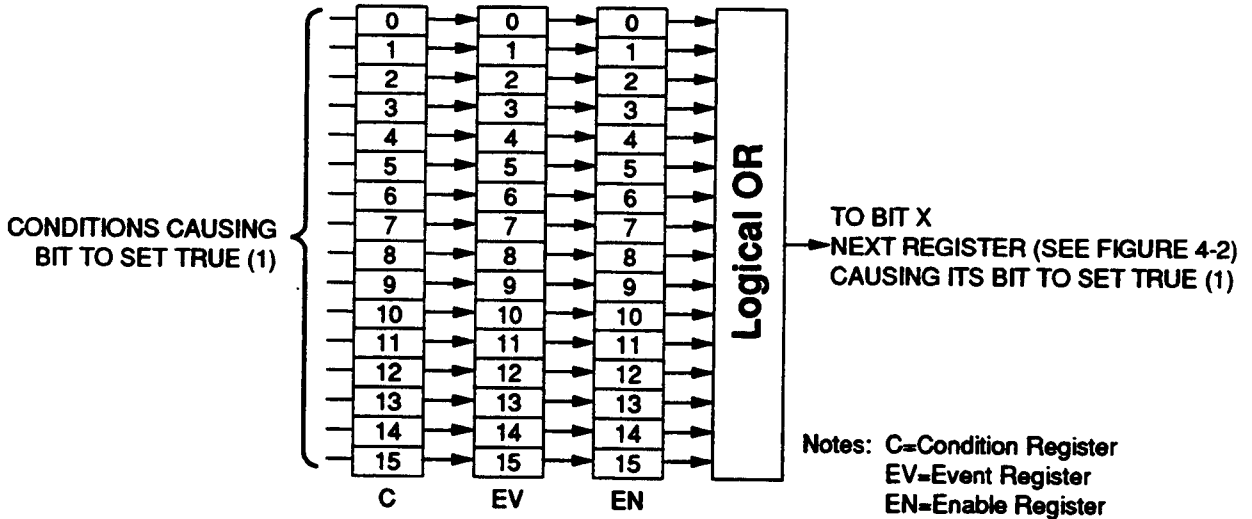 0 0 0
1 1 1
2 2 2
3 3 3
4 4 4
5 5 5
6 6 6
7 7 7
8 8 8
9 9 9
10 10 10
11 11 11
12 12 12
13 13 13
14 14 14
15 15 15
C EV EN
CONDITIONS CAUSING
BIT TO SET TRUE (1)
Logical OR
TO BIT X
NEXT REGISTER (SEE FIGURE 4-2)
CAUSING ITS BIT TO SET TRUE (1)
Notes: C=Condition Register
EV=Event Register
EN=Enable Register